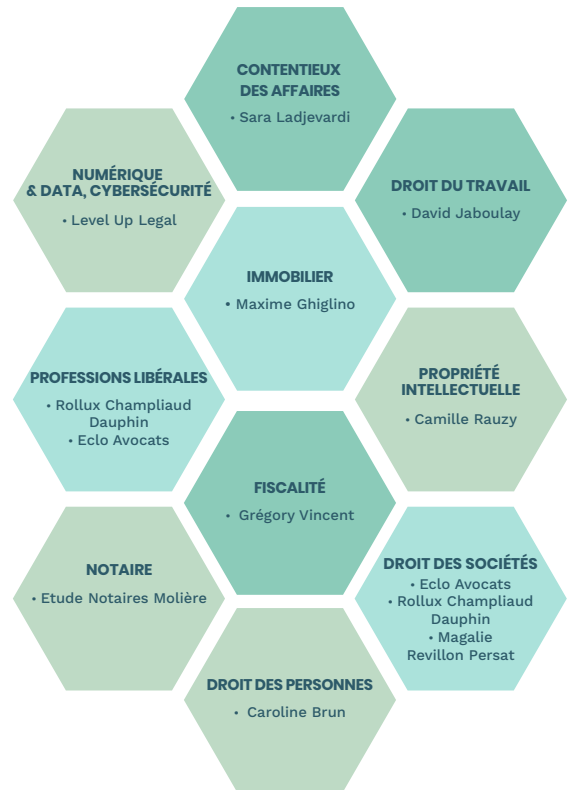 CONTENTIEUX
DES AFFAIRES
• Sara Ladjevardi
NUMÉRIQUE
& DATA, CYBERSÉCURITÉ
• Level Up Legal
DROIT DU TRAVAIL
• David Jaboulay
IMMOBILIER
• Maxime Ghiglino
PROFESSIONS LIBÉRALES
• Rollux Champliaud
Dauphin
• Eclo Avocats
PROPRIÉTÉ
INTELLECTUELLE
• Camille Rauzy
FISCALITÉ
• Grégory Vincent
NOTAIRE
• Etude Notaires Molière
DROIT DES SOCIÉTÉS
• Eclo Avocats
• Rollux Champliaud
Dauphin
• Magalie
Revillon Persat
DROIT DES PERSONNES
• Caroline Brun